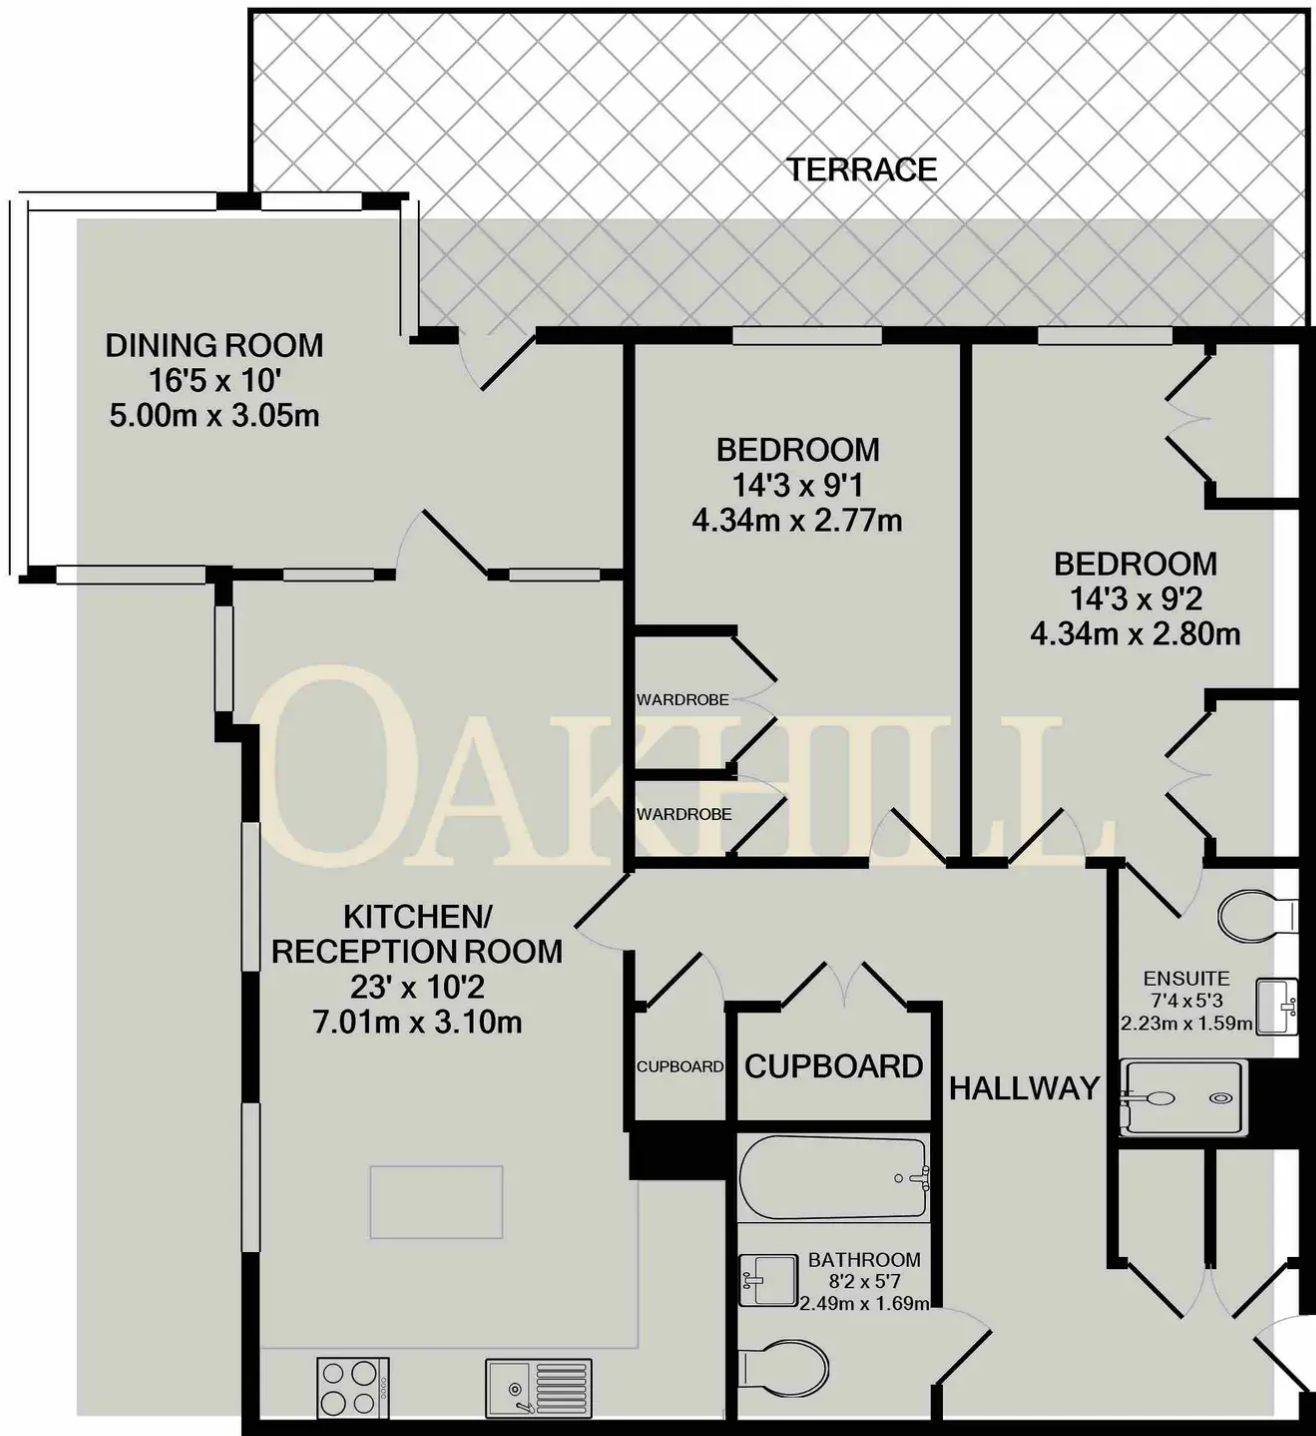 TERRACE
DINING ROOM
16'5 x 10'
5.00m x 3.05m
BEDROOM
14'3 x 9'1
4.34m x 2.77m
BEDROOM
14'3 x 9'2
4.34m x 2.80m
WARDROBE
OAKHILL
WARDROBE
KITCHEN/
RECEPTION ROOM
23' x 10'2
7.01m x 3.10m
ENSUITE
7'4 x 5'3
2.23m x 1.59m
CUPBOARD
CUPBOARD
HALLWAY
BATHROOM
8'2 x 5'7
2.49m x 1.69m